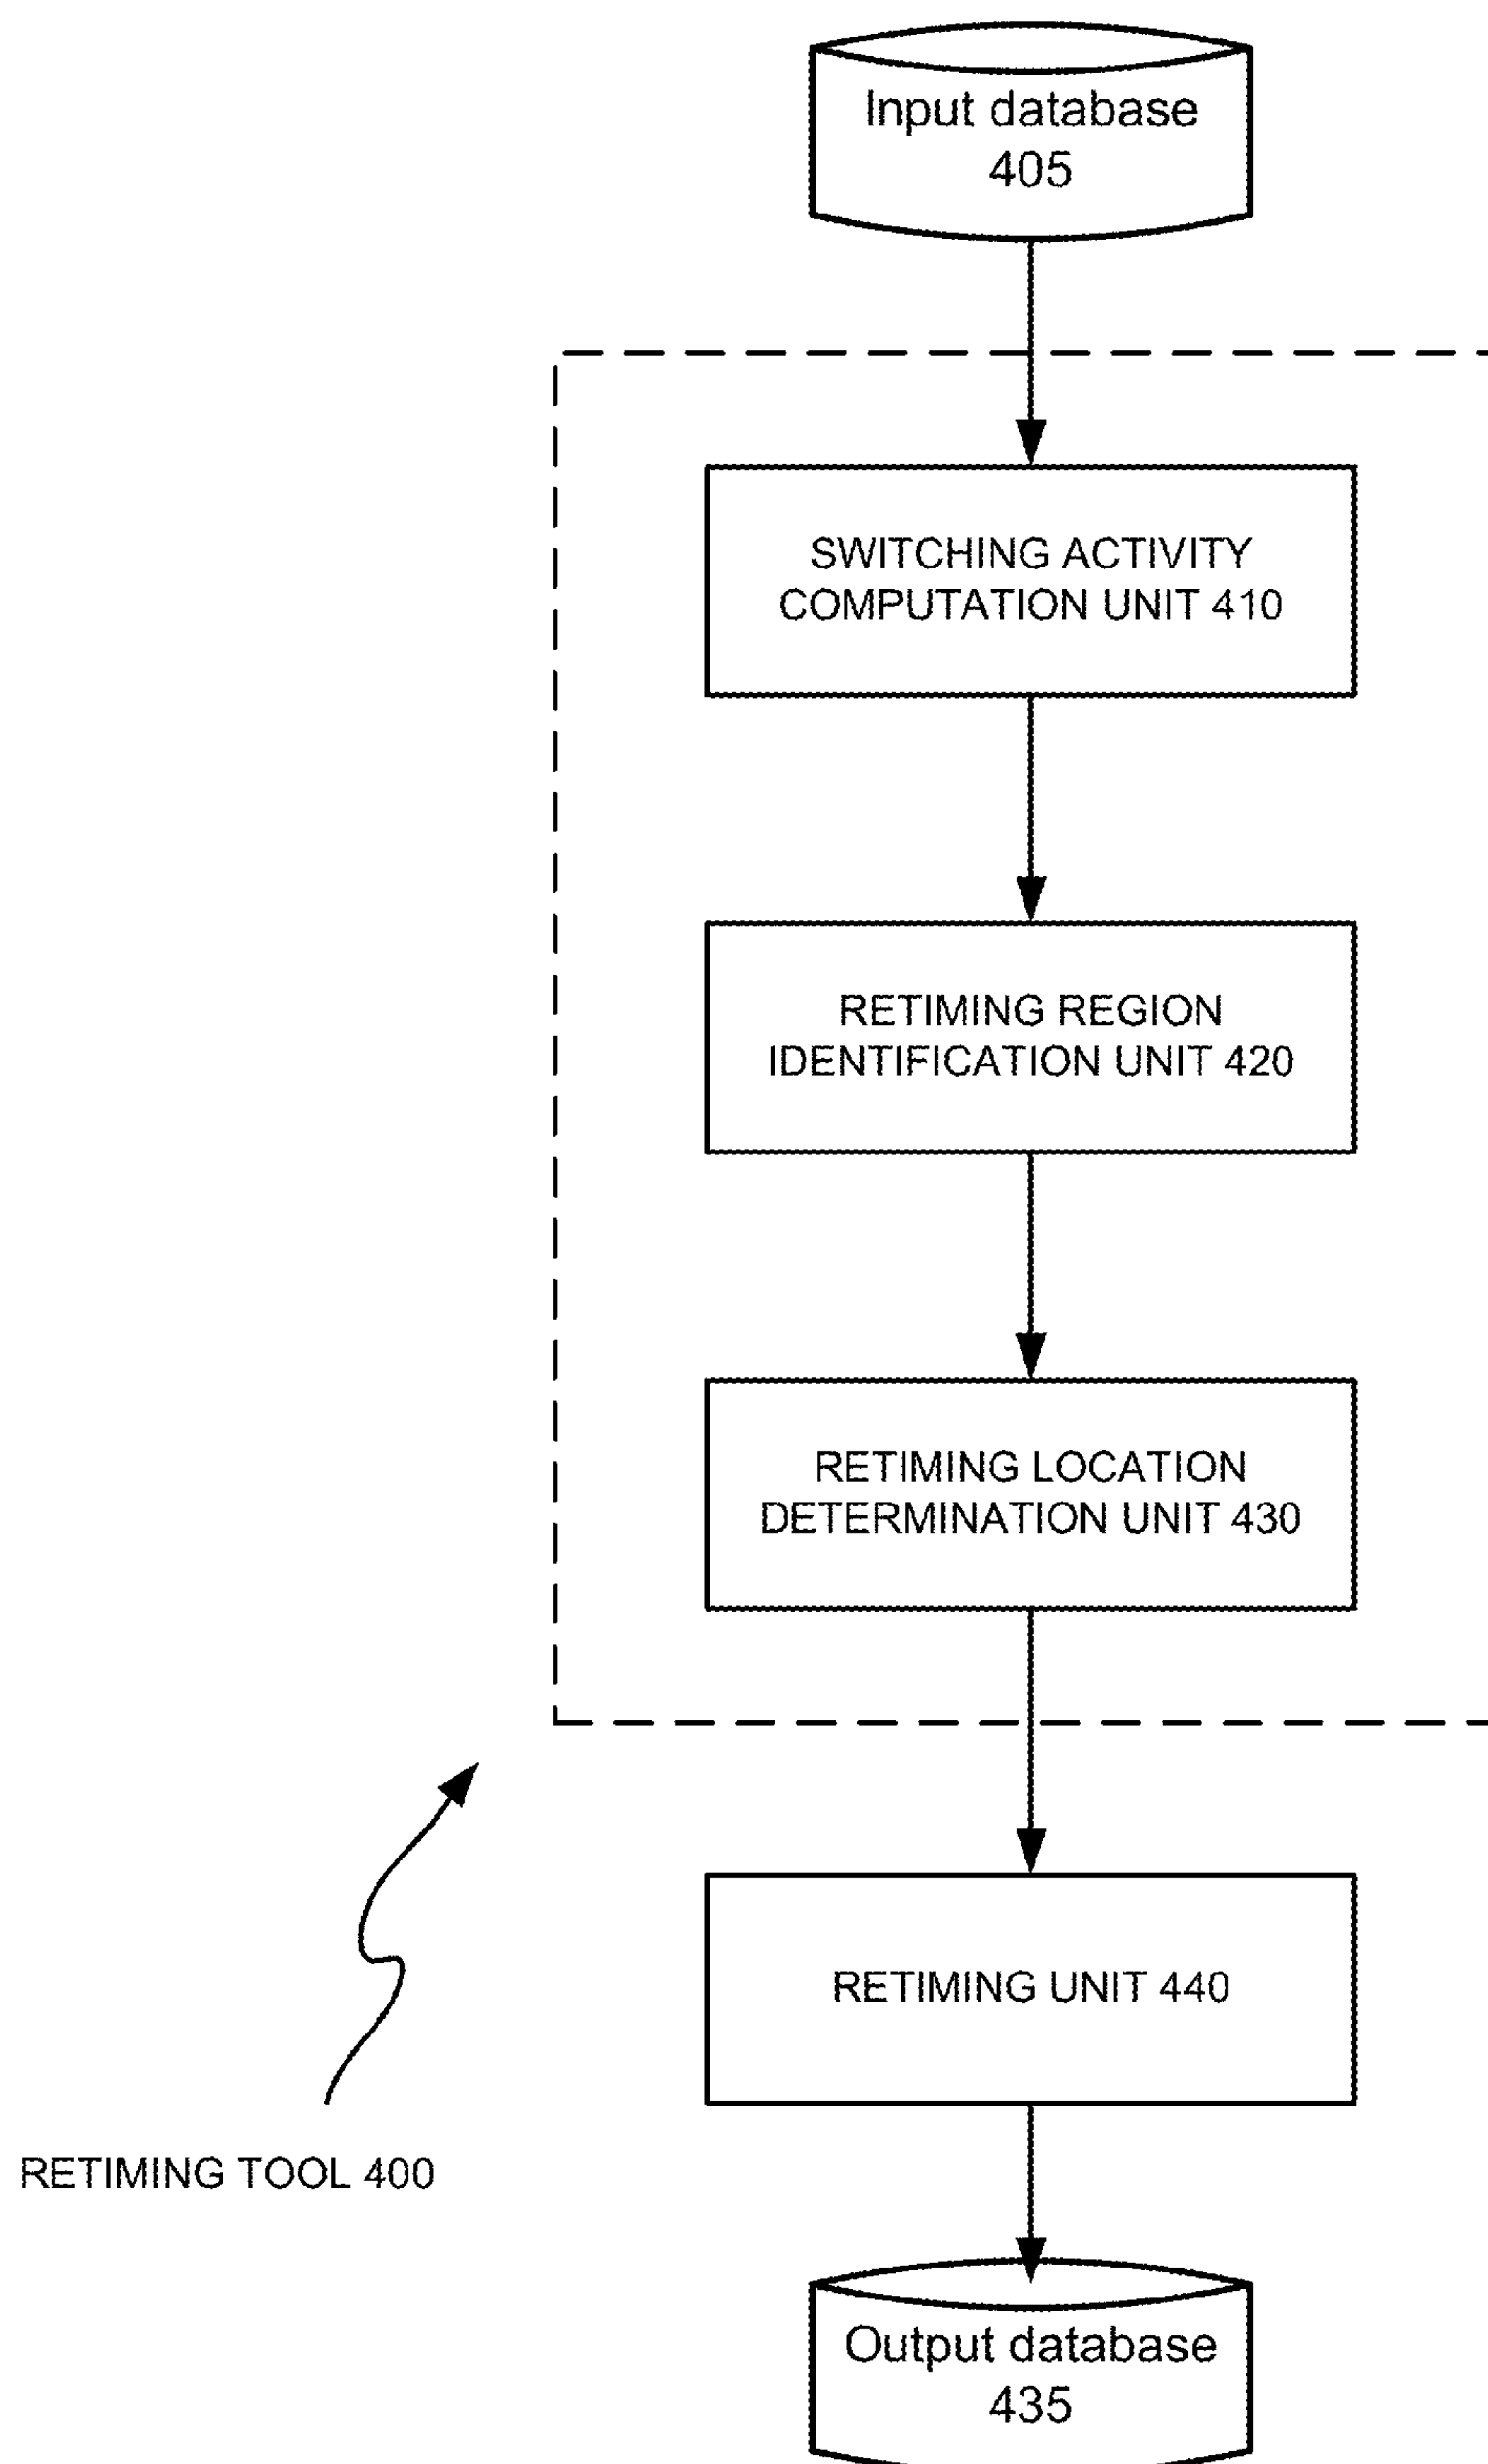 Input database
405
SWITCHING ACTIVITY
COMPUTATION UNIT 410
RETIMING REGION
IDENTIFICATION UNIT 420
RETIMING LOCATION
DETERMINATION UNIT 430
RETIMING UNIT 440
RETIMING TOOL 400
Output database
435